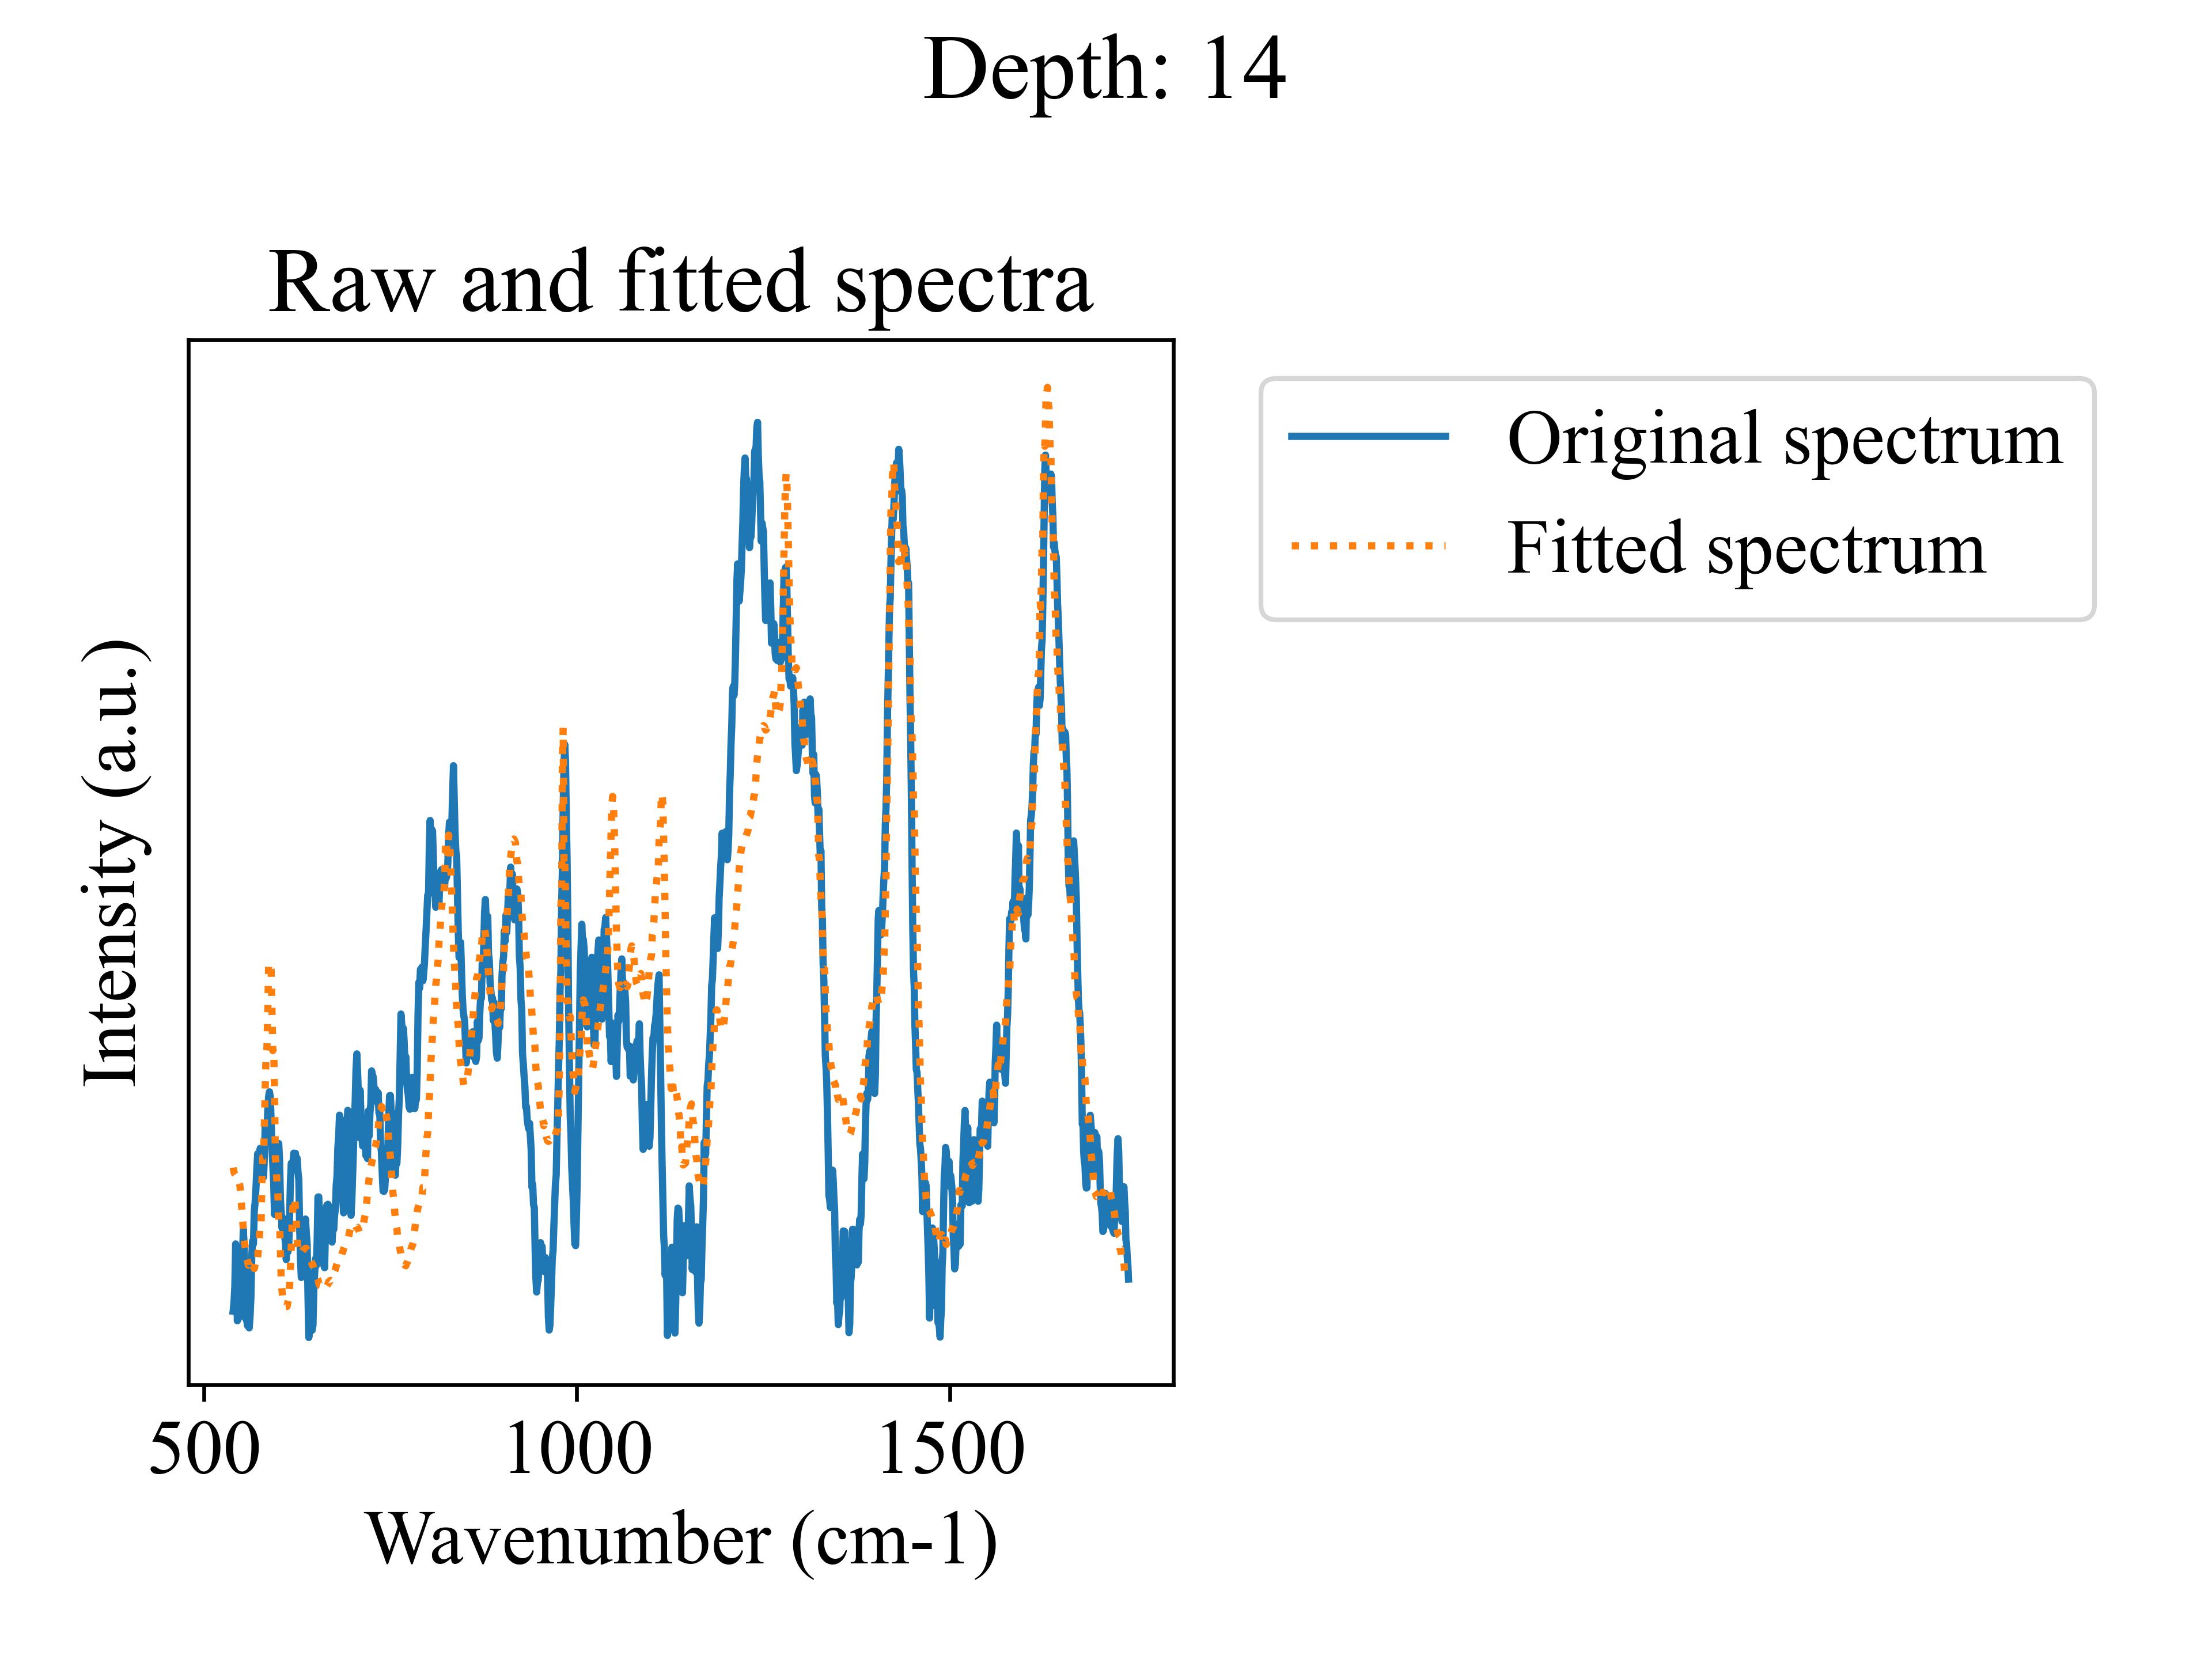 Depth: 14
Raw and fitted spectra
Original spectrum
Fitted spectrum
Intensity (a.u.)
500 1000 1500
Wavenumber (cm-1)